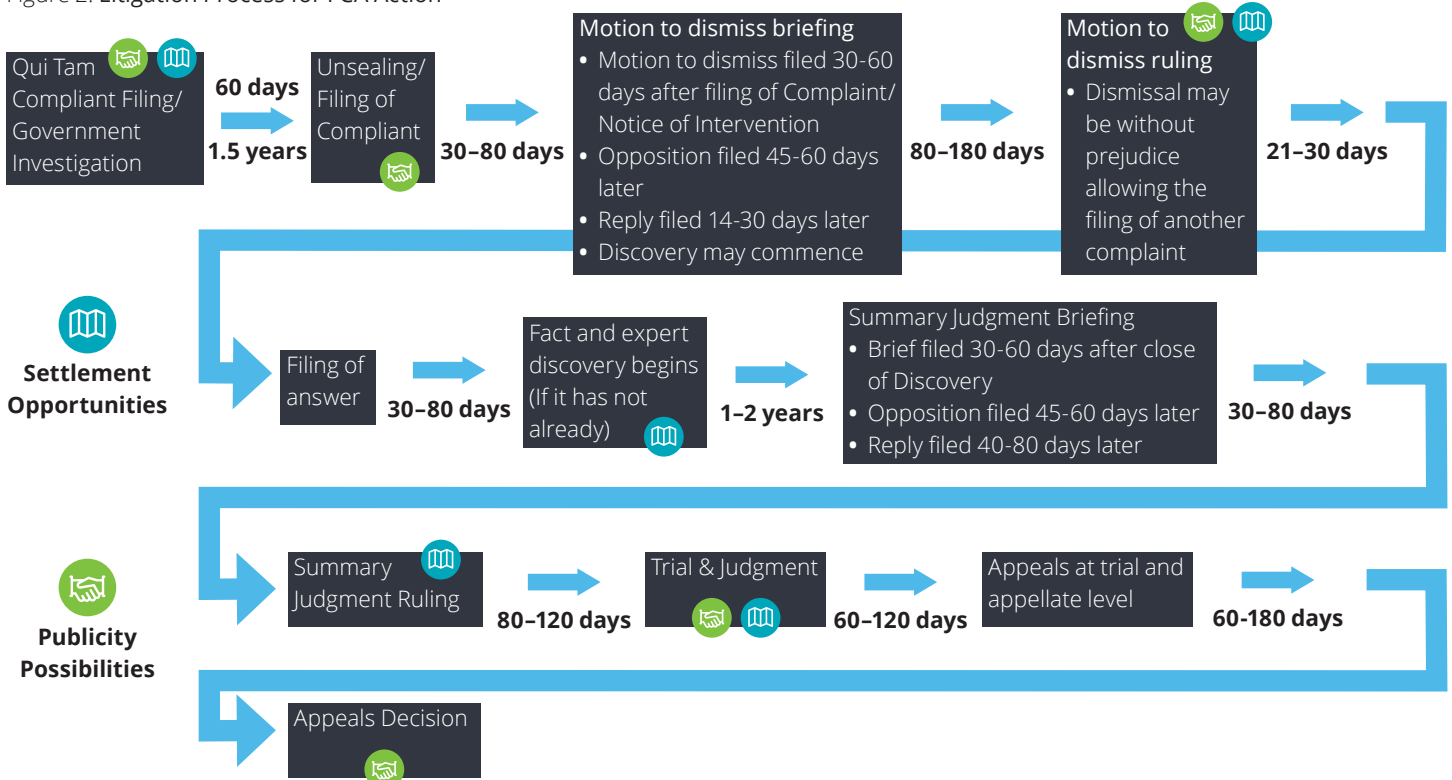 Figure 2. Litigation Process for FCA Action
Qui Tam
Compliant Filing/
Government
Investigation
60 days
1.5 years
Unsealing/
Filing of
Compliant
30–80 days
Motion to dismiss briefing
• Motion to dismiss filed 30-60
days after filing of Complaint/
Notice of Intervention
• Opposition filed 45-60 days
later
• Reply filed 14-30 days later
• Discovery may commence
80–180 days
Motion to
dismiss ruling
• Dismissal may
be without
prejudice
allowing the
filing of another
complaint
21–30 days
Settlement
Opportunities
Filing of
answer
30–80 days
Fact and expert
discovery begins
(If it has not
already)
1–2 years
Summary Judgment Briefing
• Brief filed 30-60 days after close
of Discovery
• Opposition filed 45-60 days later
• Reply filed 40-80 days later
30–80 days
Publicity
Possibilities
Summary
Judgment Ruling
80–120 days
Trial & Judgment
60–120 days
Appeals at trial and
appellate level
60-180 days
Appeals Decision